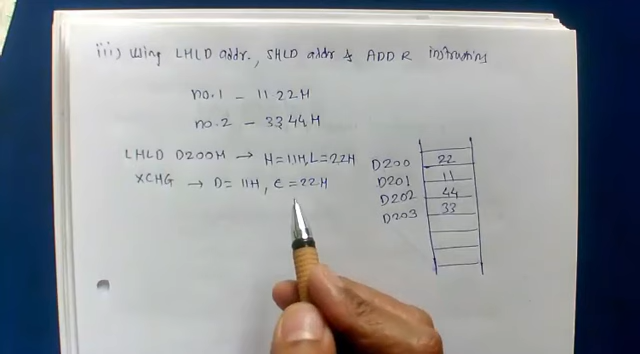 iii) Using LHLD addr., SHLD addr & ADD R instructions
no.1 - 1122H
no.2 - 3344H
LHLD D200H → H=11H, L=22H
XCHG → D= 11H, E=22H
D200 22
D201 11
D202 44
D203 33